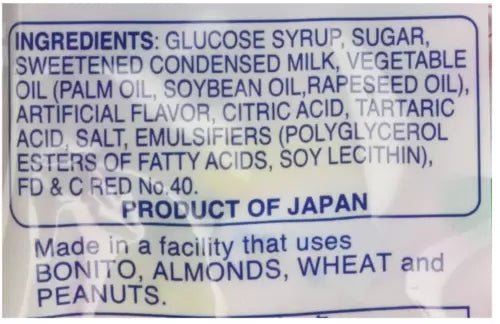 INGREDIENTS: GLUCOSE SYRUP, SUGAR,
SWEETENED CONDENSED MILK, VEGETABLE
OIL (PALM OIL, SOYBEAN OIL,RAPESEED OIL),
ARTIFICIAL FLAVOR, CITRIC ACID, TARTARIC
ACID, SALT, EMULSIFIERS (POLYGLYCEROL
ESTERS OF FATTY ACIDS, SOY LECITHIN),
FD & C RED No.40.
PRODUCT OF JAPAN
Made in a facility that uses
BONITO, ALMONDS, WHEAT and
PEANUTS.